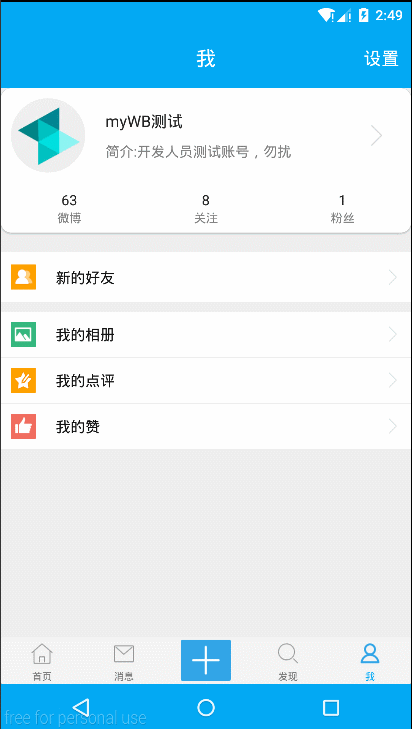 2:49
我
设置
myWB测试
简介:开发人员测试账号，勿扰
63
8
1
微博
关注
粉丝
新的好友
我的相册
我的点评
我的赞
首页
消息
发现
我
free for personal use